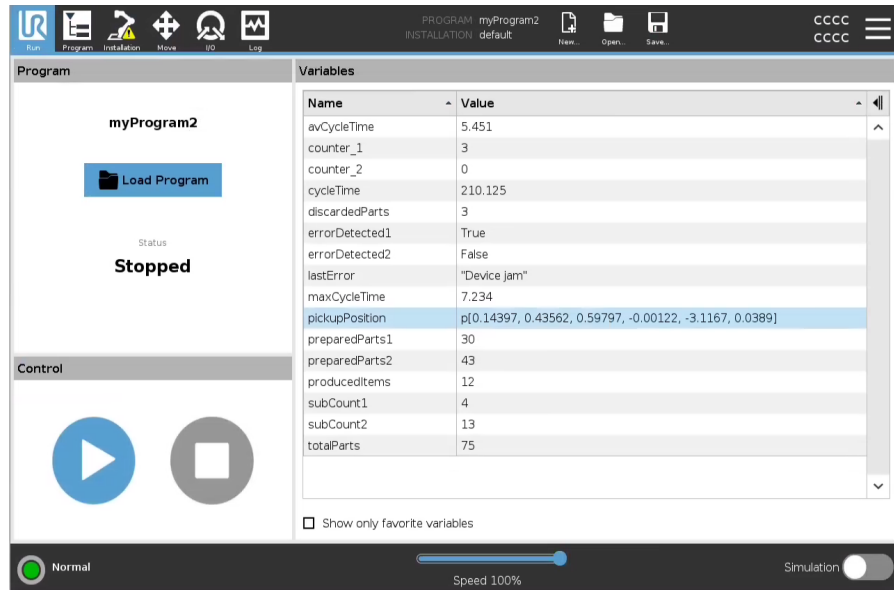 UR
Run
Program
Installation
Move
I/O
Log
PROGRAM myProgram2
INSTALLATION default
New...
Open...
Save...
CCCC
CCCC
Program
myProgram2
Load Program
Status
Stopped
Control
Variables
Name Value
avCycleTime 5.451
counter_1 3
counter_2 0
cycleTime 210.125
discardedParts 3
errorDetected1 True
errorDetected2 False
lastError "Device jam"
maxCycleTime 7.234
pickupPosition p[0.14397, 0.43562, 0.59797, -0.00122, -3.1167, 0.0389]
preparedParts1 30
preparedParts2 43
producedItems 12
subCount1 4
subCount2 13
totalParts 75
Show only favorite variables
Normal
Speed 100%
Simulation